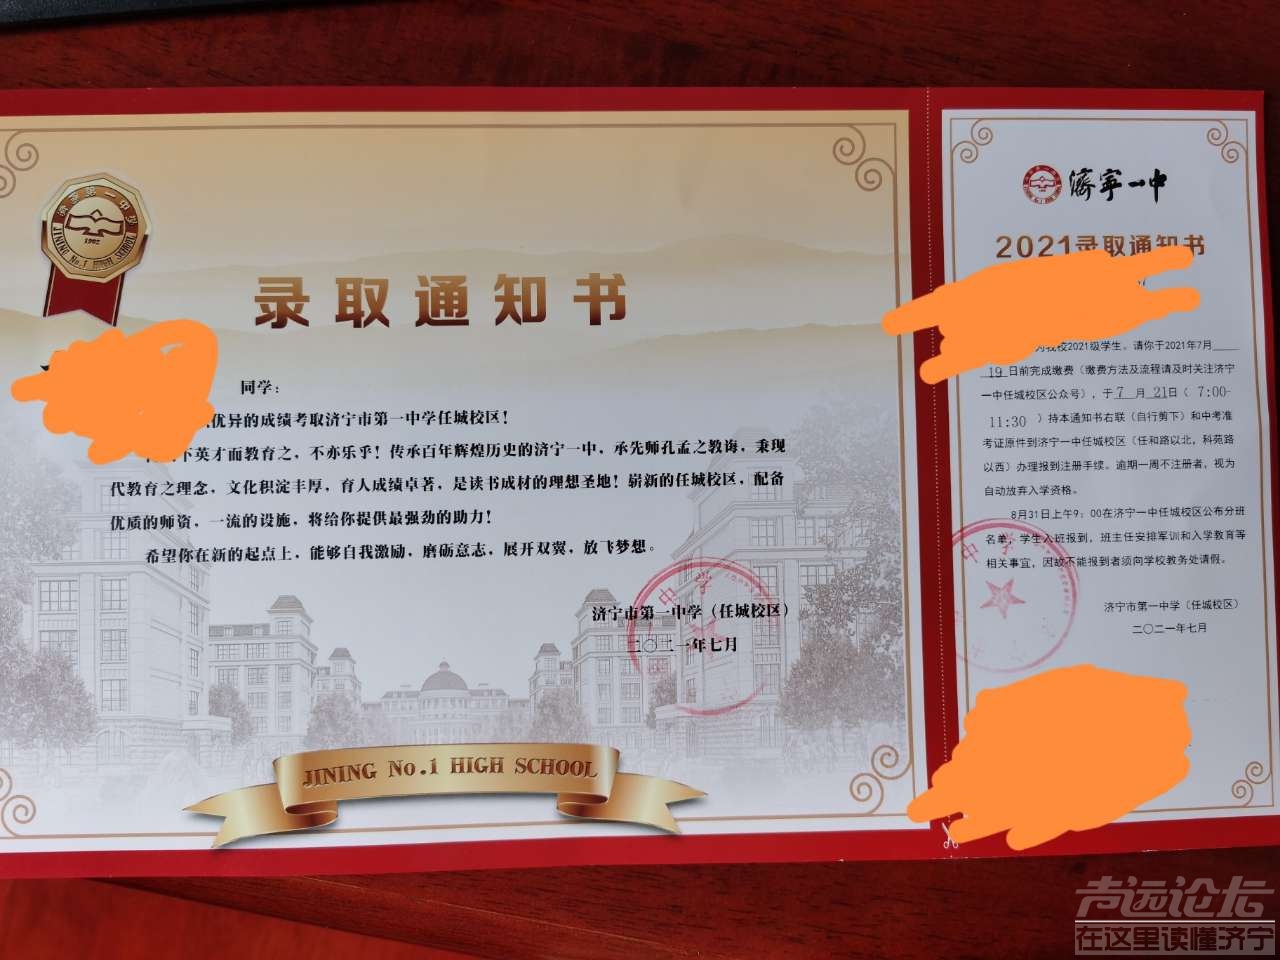 济宁第一中学
1902
JINING No.1 HIGH SCHOOL
录取通知书
同学：
优异的成绩考取济宁市第一中学任城校区！
下英才而教育之，不亦乐乎！传承百年辉煌历史的济宁一中，承先师孔孟之教诲，秉现
代教育之理念，文化积淀丰厚，育人成绩卓著，是读书成材的理想圣地！崭新的任城校区，配备
优质的师资，一流的设施，将给你提供最强劲的助力！
希望你在新的起点上，能够自我激励，磨砺意志，展开双翼，放飞梦想。
济宁市第一中学（任城校区）
二〇二一年七月
JINING No.1 HIGH SCHOOL
济宁一中
2021录取通知书
为我校2021级学生。请你于2021年7月
19日前完成缴费（缴费方法及流程请及时关注济宁
一中任城校区公众号），于7月21日（7:00-
11:30）持本通知书右联（自行剪下）和中考准
考证原件到济宁一中任城校区（任和路以北，科苑路
以西）办理报到注册手续。逾期一周不注册者，视为
自动放弃入学资格。
8月31日上午9：00在济宁一中任城校区公布分班
名单，学生入班报到，班主任安排军训和入学教育等
相关事宜，因故不能报到者须向学校教务处请假。
济宁市第一中学（任城校区）
二〇二一年七月
声远论坛
在这里读懂济宁